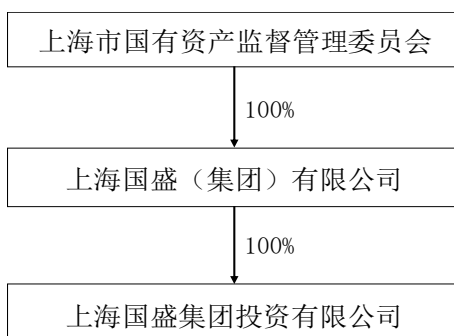 上海市国有资产监督管理委员会
100%
上海国盛（集团）有限公司
100%
上海国盛集团投资有限公司